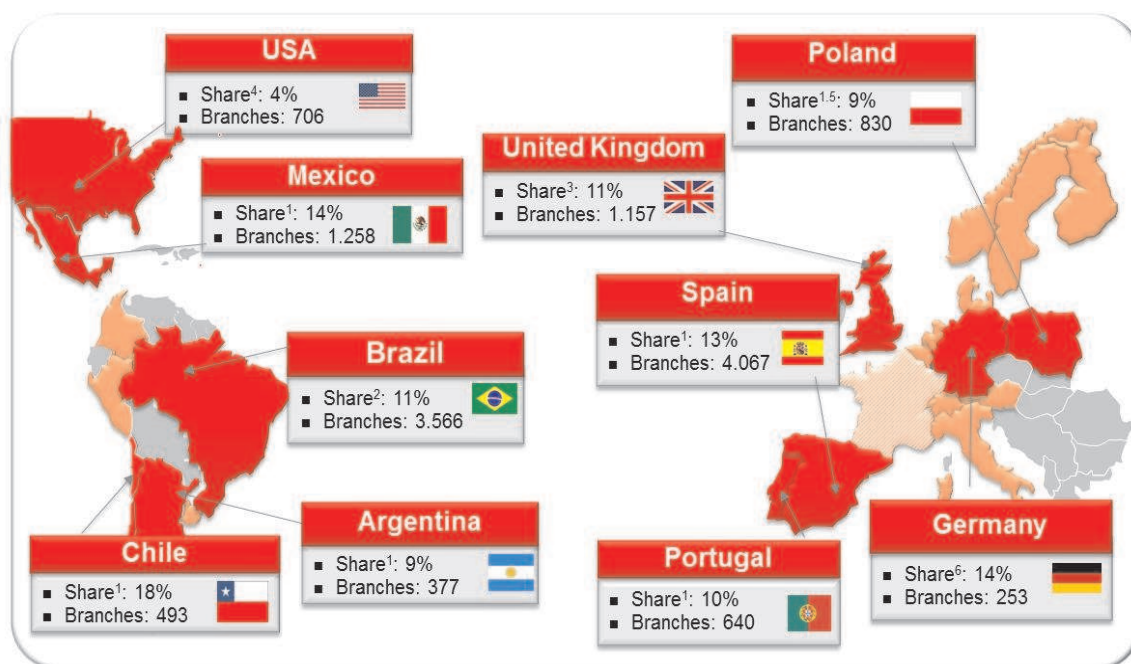 USA
▪ Share⁴: 4%
▪ Branches: 706
Mexico
▪ Share¹: 14%
▪ Branches: 1.258
Brazil
▪ Share²: 11%
▪ Branches: 3.566
Chile
▪ Share¹: 18%
▪ Branches: 493
Argentina
▪ Share¹: 9%
▪ Branches: 377
Poland
▪ Share¹·⁵: 9%
▪ Branches: 830
United Kingdom
▪ Share³: 11%
▪ Branches: 1.157
Spain
▪ Share¹: 13%
▪ Branches: 4.067
Portugal
▪ Share¹: 10%
▪ Branches: 640
Germany
▪ Share⁶: 14%
▪ Branches: 253